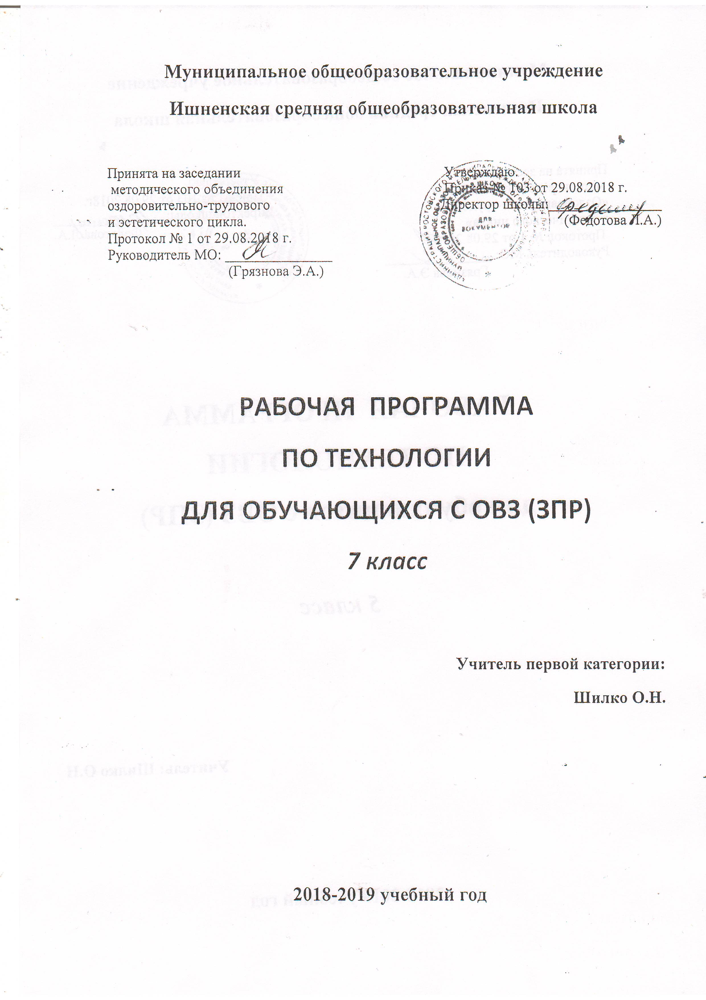 Муниципальное общеобразовательное учреждение
Ишненская средняя общеобразовательная школа
Принята на заседании
методического объединения
оздоровительно-трудового
и эстетического цикла.
Протокол № 1 от 29.08.2018 г.
Руководитель МО:
(Грязнова Э.А.)
Утверждаю.
Приказ № 103 от 29.08.2018 г.
Директор школы:
(Федотова Л.А.)
ДЛЯ
ДОКУМЕНТОВ
РАБОЧАЯ ПРОГРАММА
ПО ТЕХНОЛОГИИ
ДЛЯ ОБУЧАЮЩИХСЯ С ОВЗ (ЗПР)
7 класс
Учитель первой категории:
Шилко О.Н.
2018-2019 учебный год